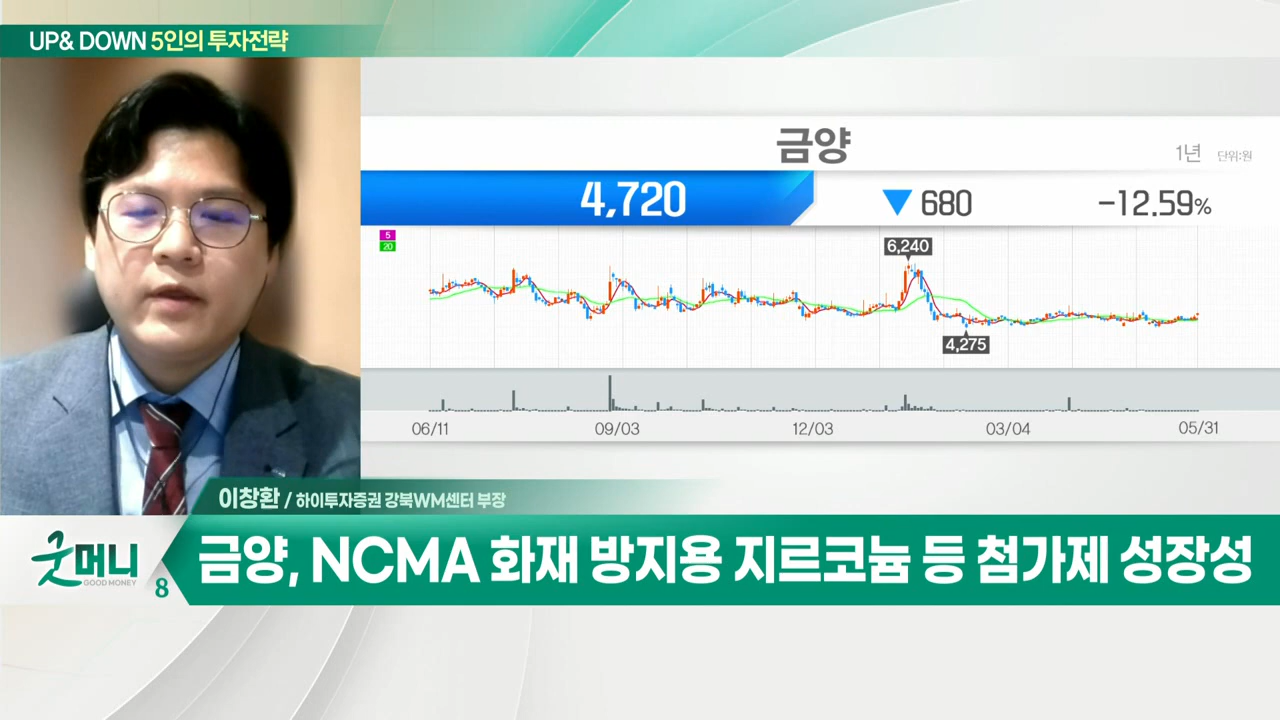 UP& DOWN 5인의 투자전략
금양
1년 단위:원
4,720 ▼ 680 -12.59%
5
20
6,240
4,275
06/11 09/03 12/03 03/04 05/31
이창환 / 하이투자증권 강북WM센터 부장
굿머니
GOOD MONEY
8
금양, NCMA 화재 방지용 지르코늄 등 첨가제 성장성